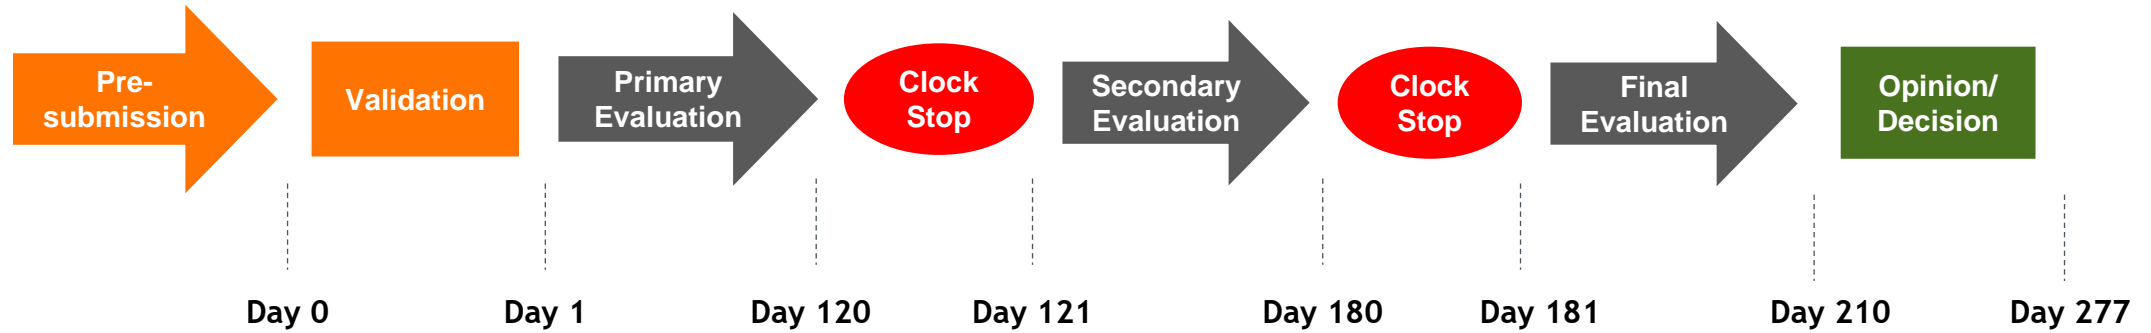 Pre-
submission
Validation
Primary
Evaluation
Clock
Stop
Secondary
Evaluation
Clock
Stop
Final
Evaluation
Opinion/
Decision
Day 0
Day 1
Day 120
Day 121
Day 180
Day 181
Day 210
Day 277